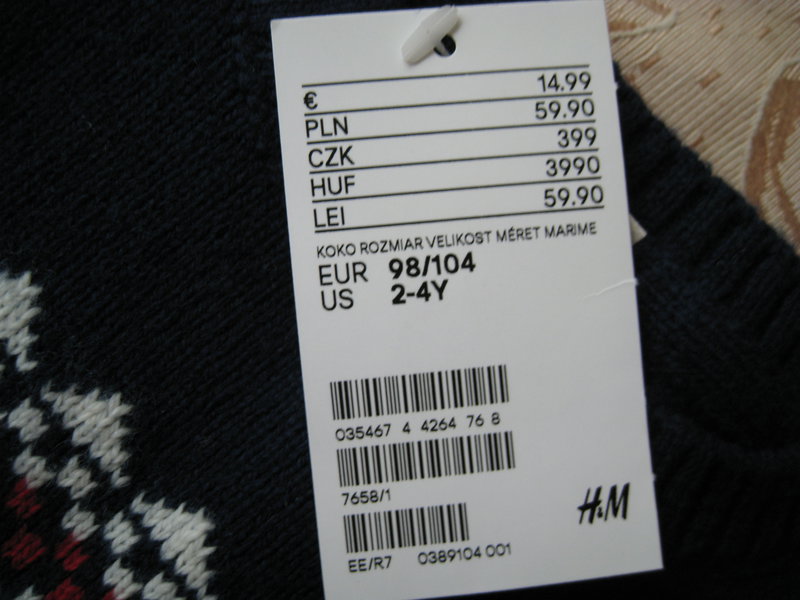 € 14.99
PLN 59.90
CZK 399
HUF 3990
LEI 59.90
KOKO ROZMIAR VELIKOST MÉRET MARIME
EUR 98/104
US 2-4Y
035467 4 4264 76 8
7658/1
EE/R7 0389104 001
H&M